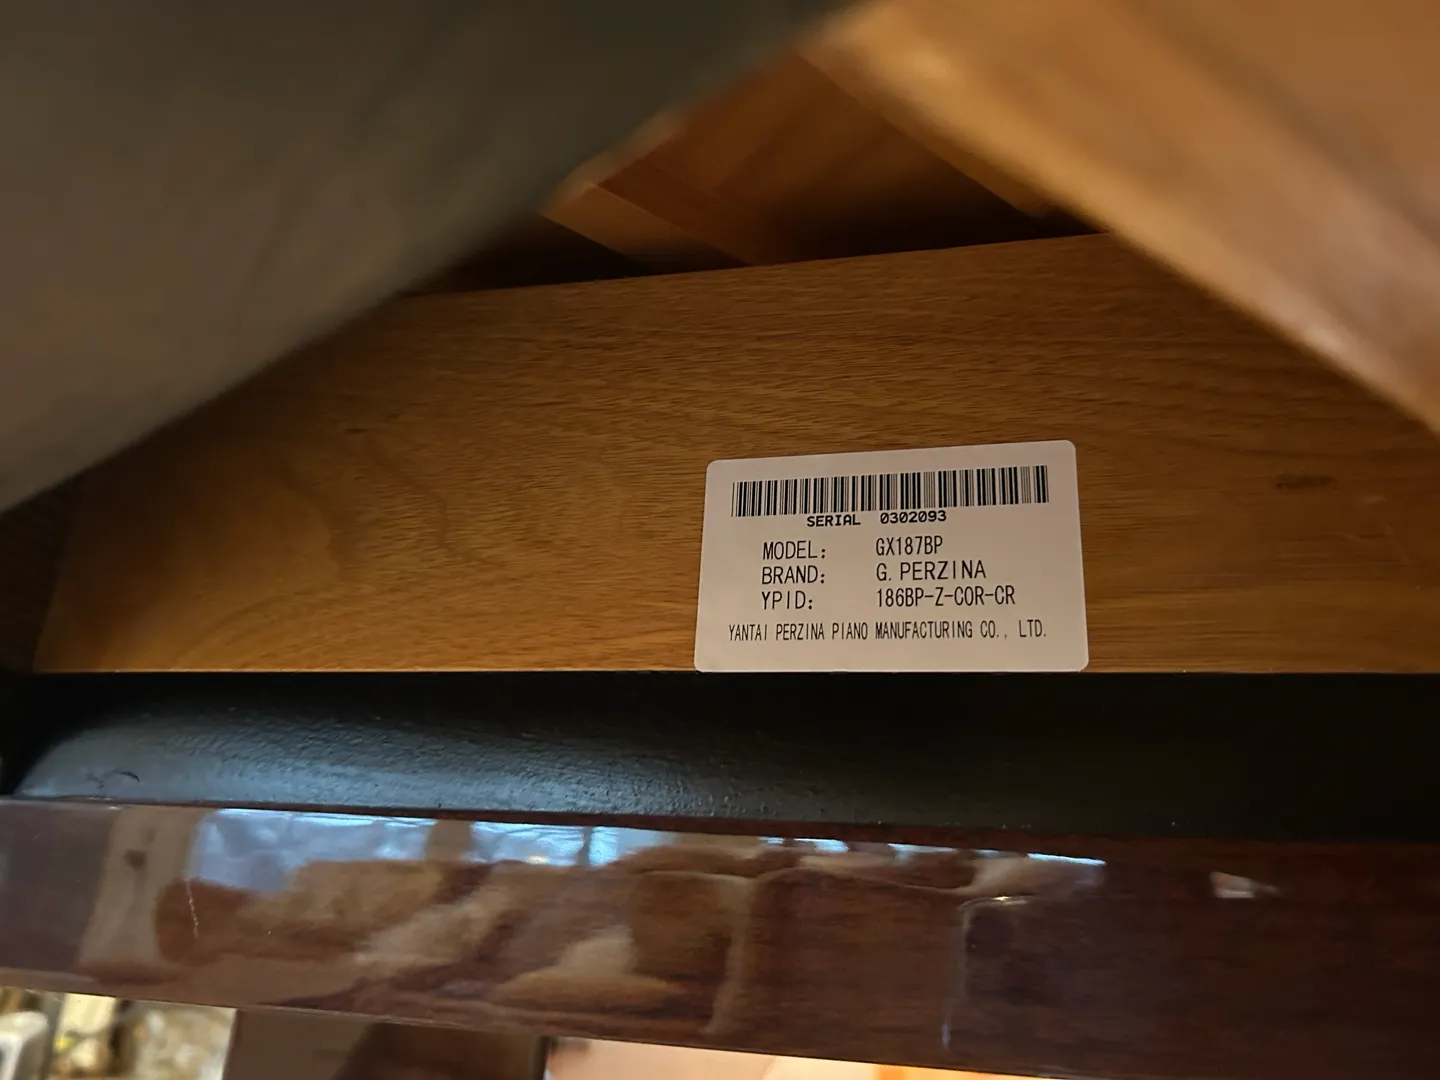 SERIAL 0302093
MODEL: GX187BP
BRAND: G. PERZINA
YPID: 186BP-Z-COR-CR
YANTAI PERZINA PIANO MANUFACTURING CO., LTD.